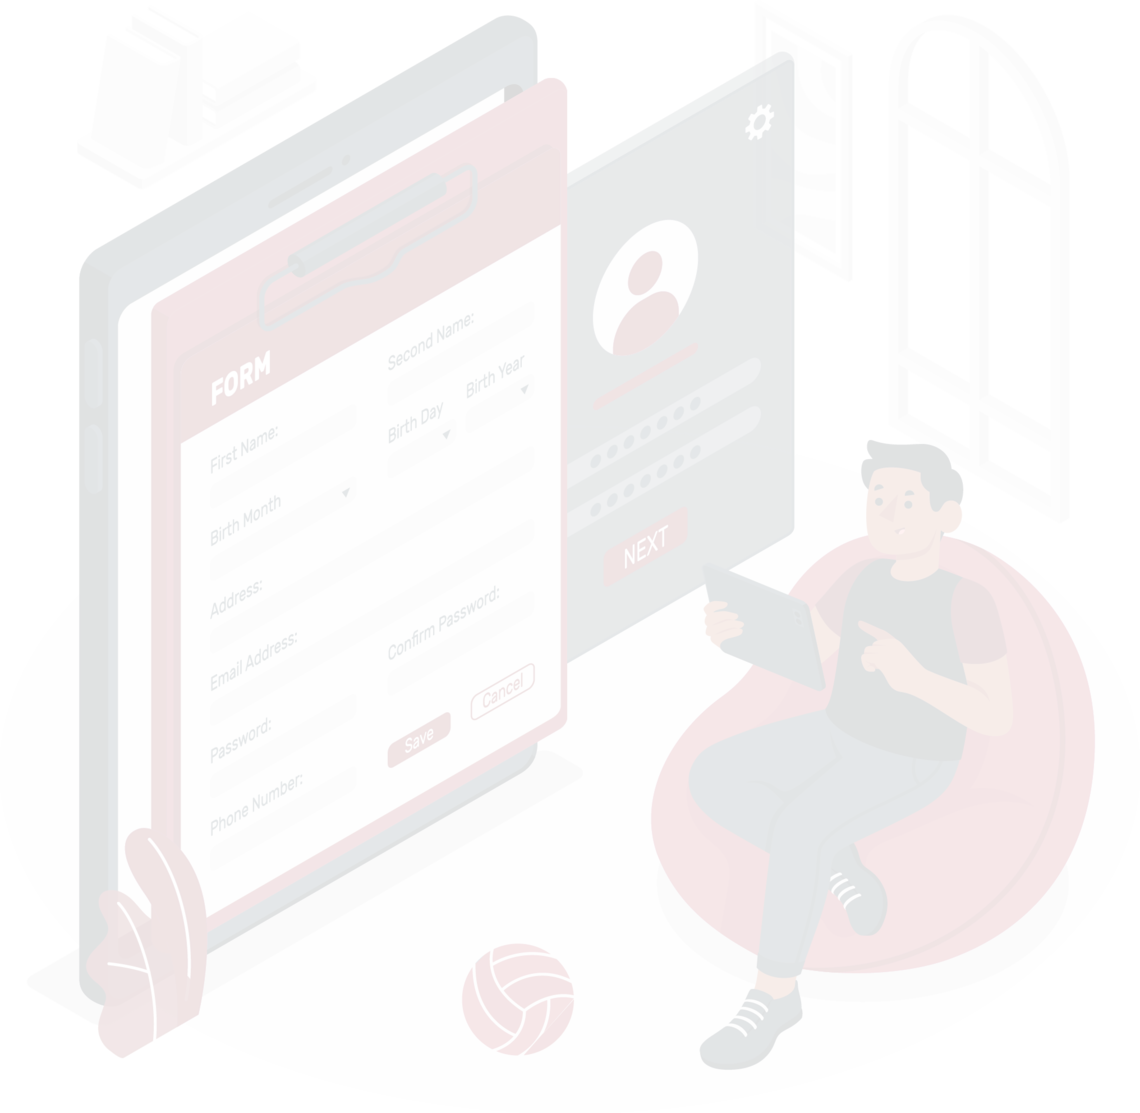 FORM
First Name:
Second Name:
Birth Month
Birth Day
Birth Year
Address:
Email Address:
Password:
Confirm Password:
Phone Number:
Save
Cancel
NEXT